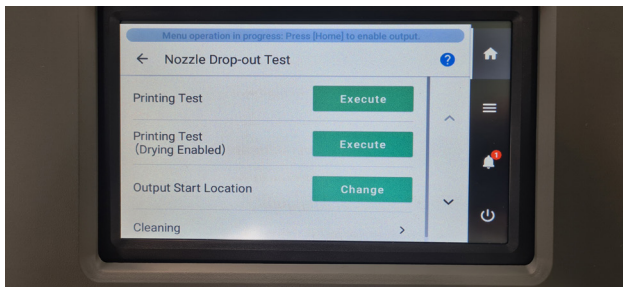 Menu operation in progress: Press [Home] to enable output.
Nozzle Drop-out Test
?
Printing Test
Execute
1
Printing Test
(Drying Enabled)
Execute
Output Start Location
Change
Cleaning